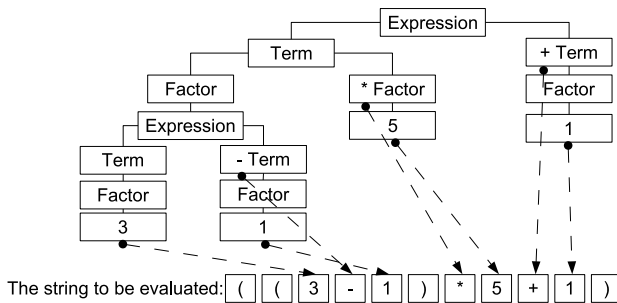 Expression
Term
+ Term
Factor
* Factor
Factor
Expression
5
1
Term
- Term
Factor
Factor
3
1
The string to be evaluated: ( ( 3 - 1 ) * 5 + 1 )